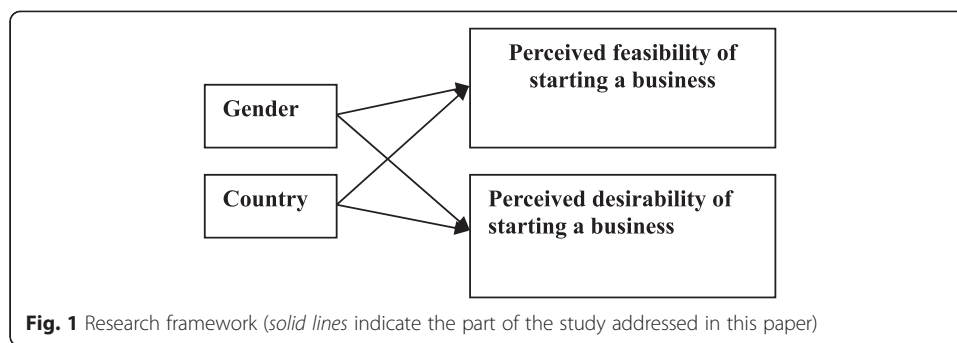 Perceived feasibility of
starting a business
Gender
Country
Perceived desirability of
starting a business
Fig. 1 Research framework (solid lines indicate the part of the study addressed in this paper)